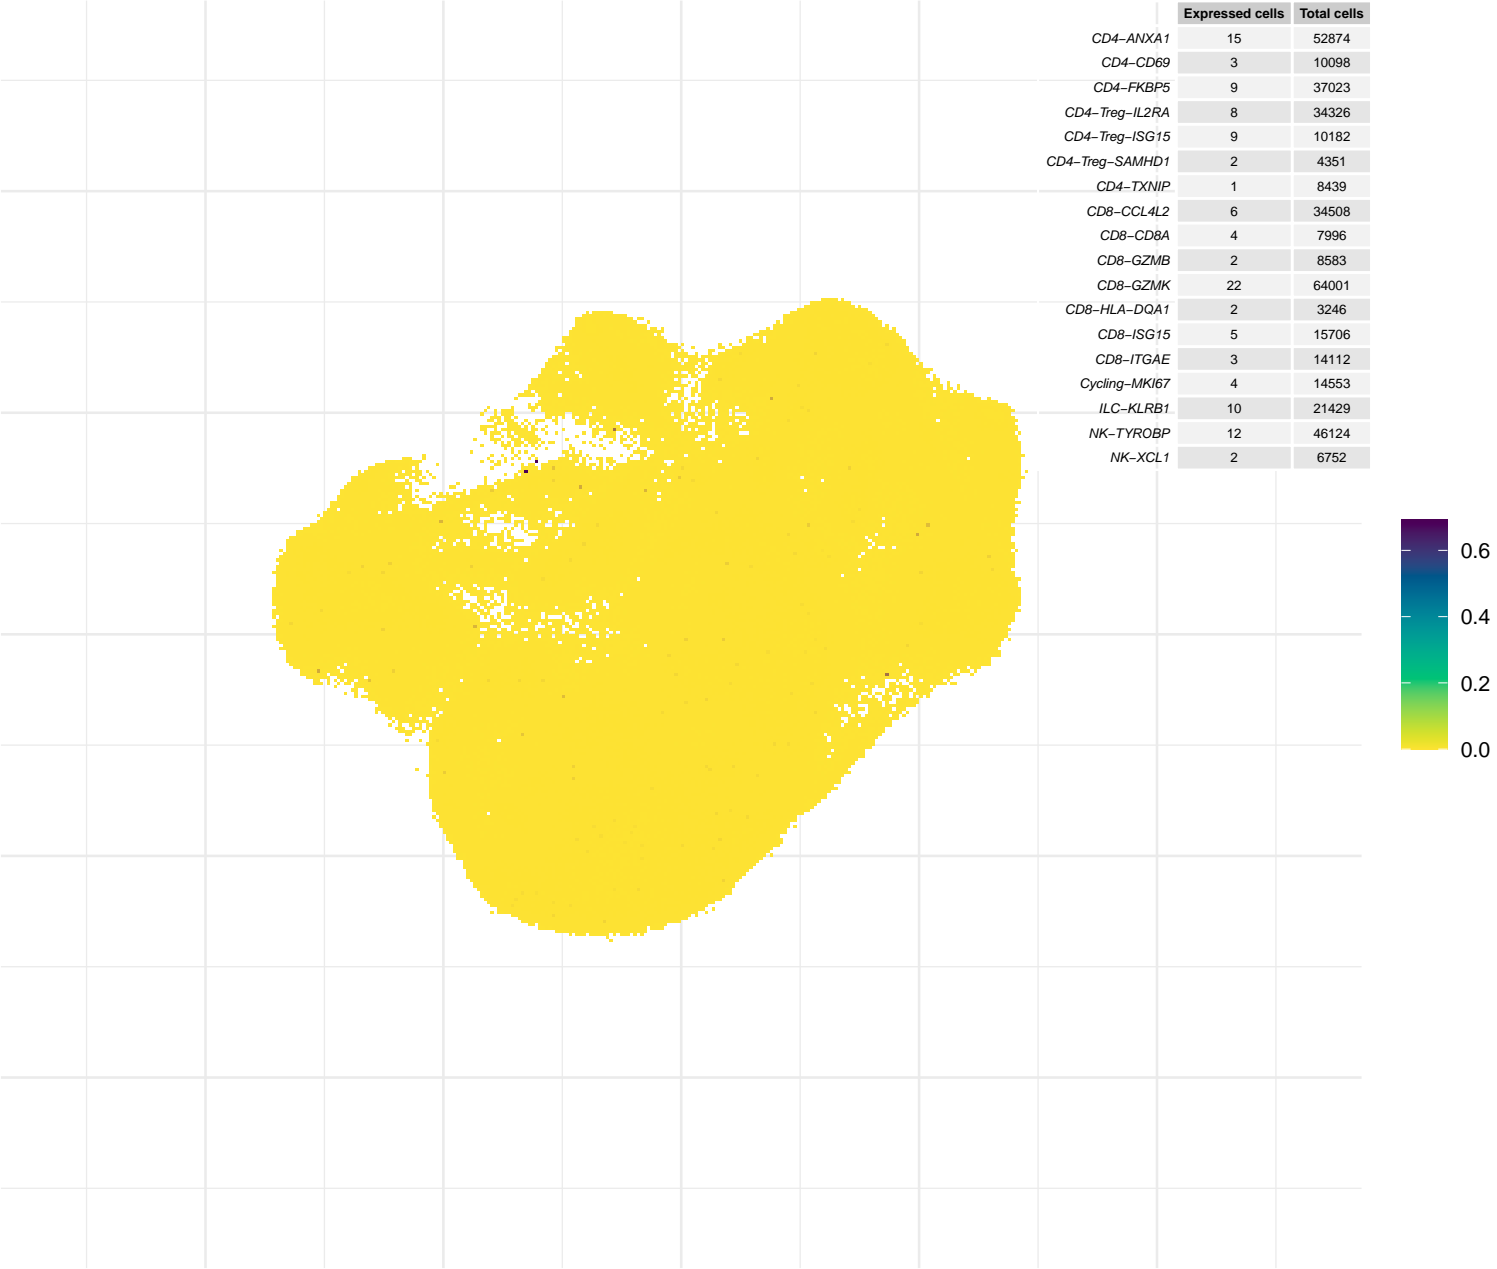 Expressed cells Total cells
CD4−ANXA1 15 52874
CD4−CD69 3 10098
CD4−FKBP5 9 37023
CD4−Treg−IL2RA 8 34326
CD4−Treg−ISG15 9 10182
CD4−Treg−SAMHD1 2 4351
CD4−TXNIP 1 8439
CD8−CCL4L2 6 34508
CD8−CD8A 4 7996
CD8−GZMB 2 8583
CD8−GZMK 22 64001
CD8−HLA−DQA1 2 3246
CD8−ISG15 5 15706
CD8−ITGAE 3 14112
Cycling−MKI67 4 14553
ILC−KLRB1 10 21429
NK−TYROBP 12 46124
NK−XCL1 2 6752
0.6
0.4
0.2
0.0